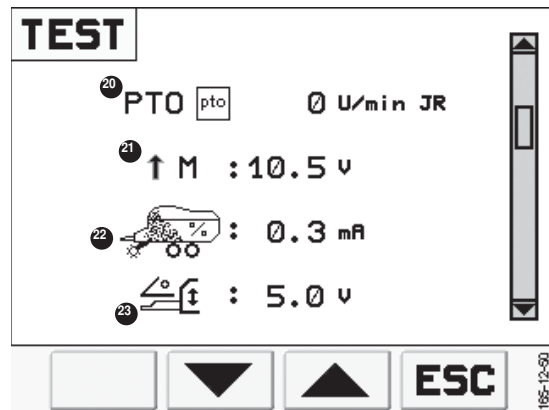 TEST
20 PTO pto 0 U/min JR
21 M :10.5 V
22 % : 0.3 mA
23 : 5.0 V
ESC
165-12-50